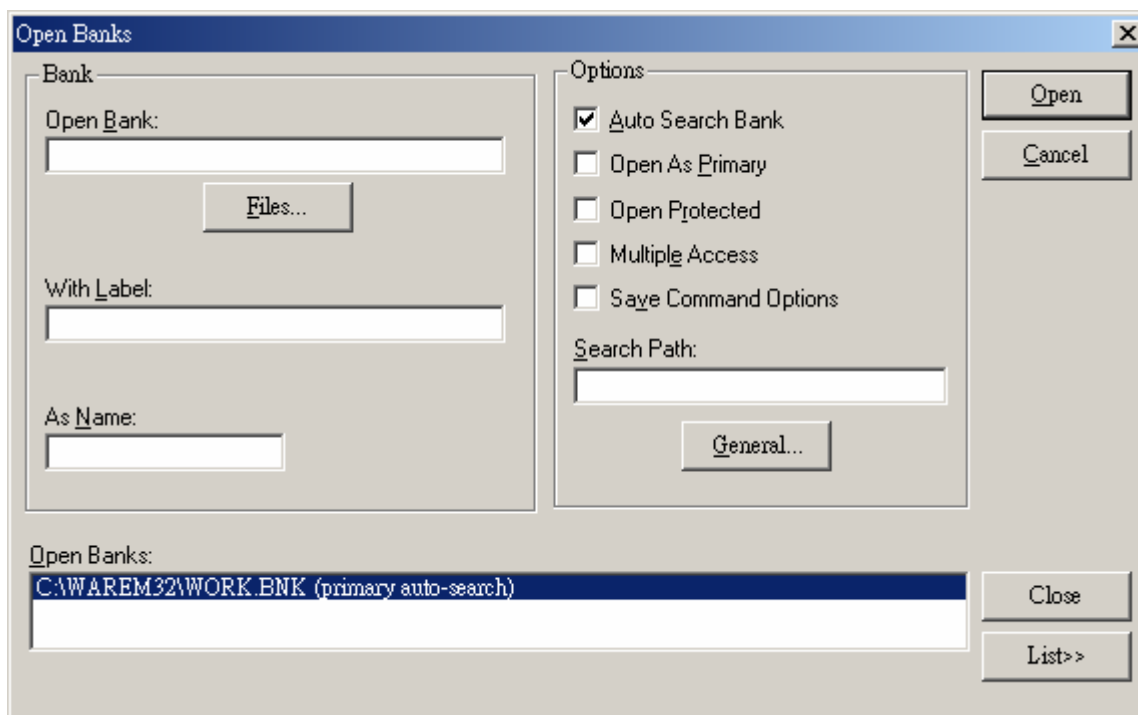 Open Banks
Bank
Open Bank:
Files...
With Label:
As Name:
Options
Auto Search Bank
Open As Primary
Open Protected
Multiple Access
Save Command Options
Search Path:
General...
Open
Cancel
Open Banks:
C:\WAREM32\WORK.BNK (primary auto-search)
Close
List>>